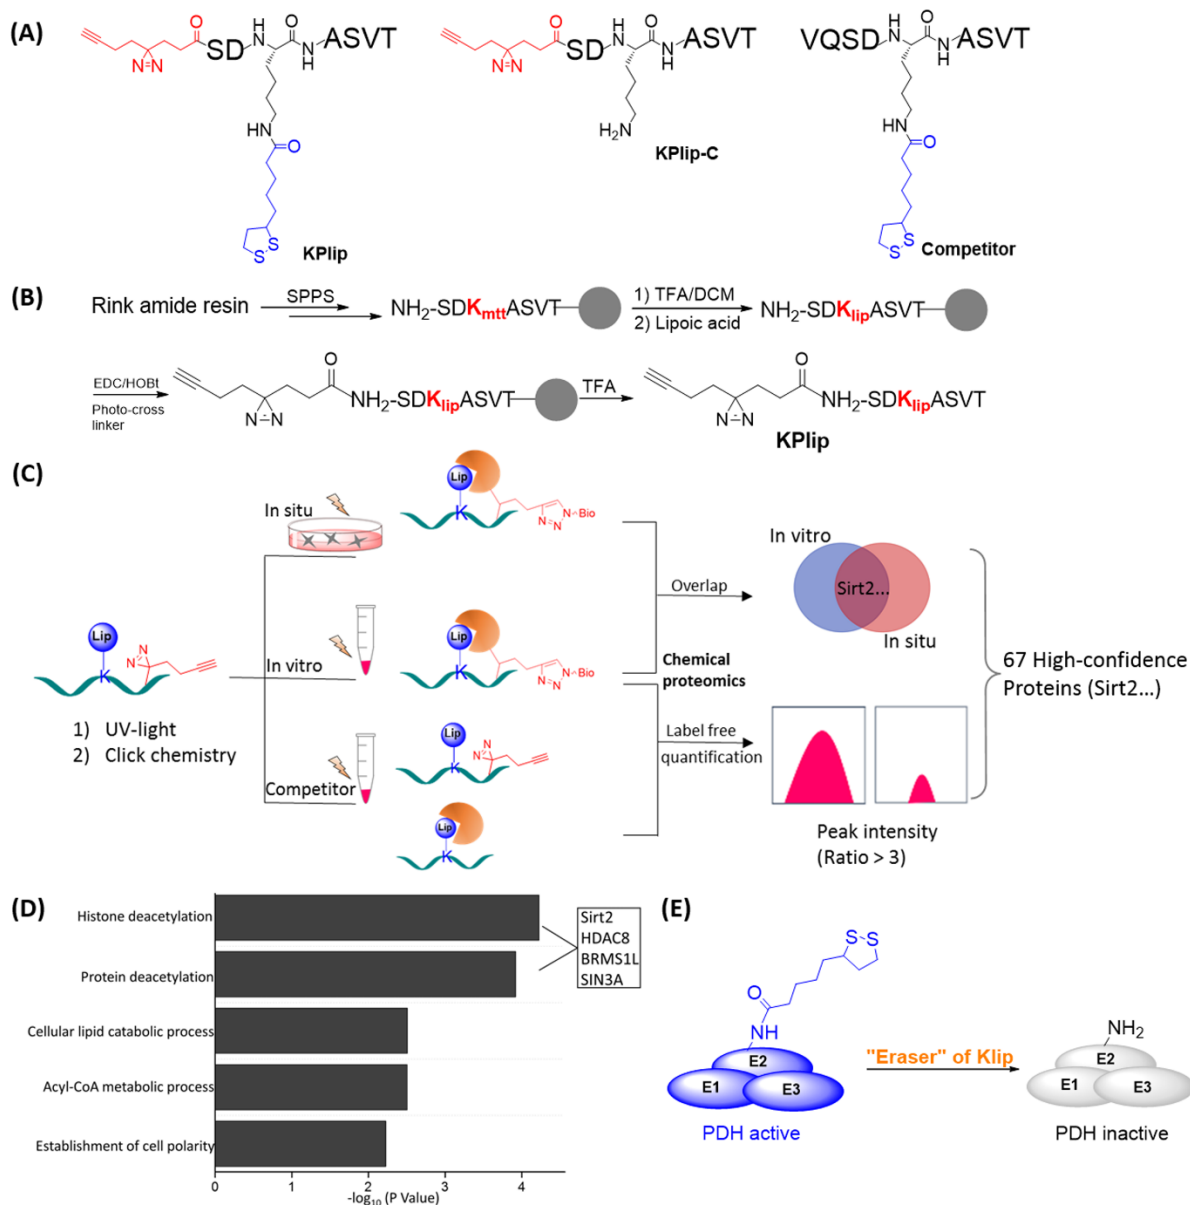 (A)
O
SD
H
N
O
N
H
ASVT
N=N
HN
O
S
S
KPlip
O
SD
H
N
O
N
H
ASVT
N=N
H2N
KPlip-C
VQSD
H
N
O
N
H
ASVT
HN
O
S
S
Competitor
(B)
Rink amide resin
SPPS
NH2-SDKmttASVT
1) TFA/DCM
2) Lipoic acid
NH2-SDKlipASVT
EDC/HOBt
Photo-cross
linker
O
N=N
NH2-SDKlipASVT
TFA
O
N=N
NH2-SDKlipASVT
KPlip
(C)
Lip
K
N=N
1) UV-light
2) Click chemistry
In situ
In vitro
Competitor
Lip
K
N
N=N
Bio
Lip
K
N
N=N
Bio
Lip
K
N=N
Lip
K
Overlap
Chemical
proteomics
Label free
quantification
In vitro
Sirt2...
In situ
Peak intensity
(Ratio > 3)
67 High-confidence
Proteins (Sirt2...)
(D)
Histone deacetylation
Protein deacetylation
Cellular lipid catabolic process
Acyl-CoA metabolic process
Establishment of cell polarity
Sirt2
HDAC8
BRMS1L
SIN3A
0 1 2 3 4
-log10 (P Value)
(E)
S-S
O
NH
E2
E1
E3
PDH active
"Eraser" of Klip
NH2
E2
E1
E3
PDH inactive